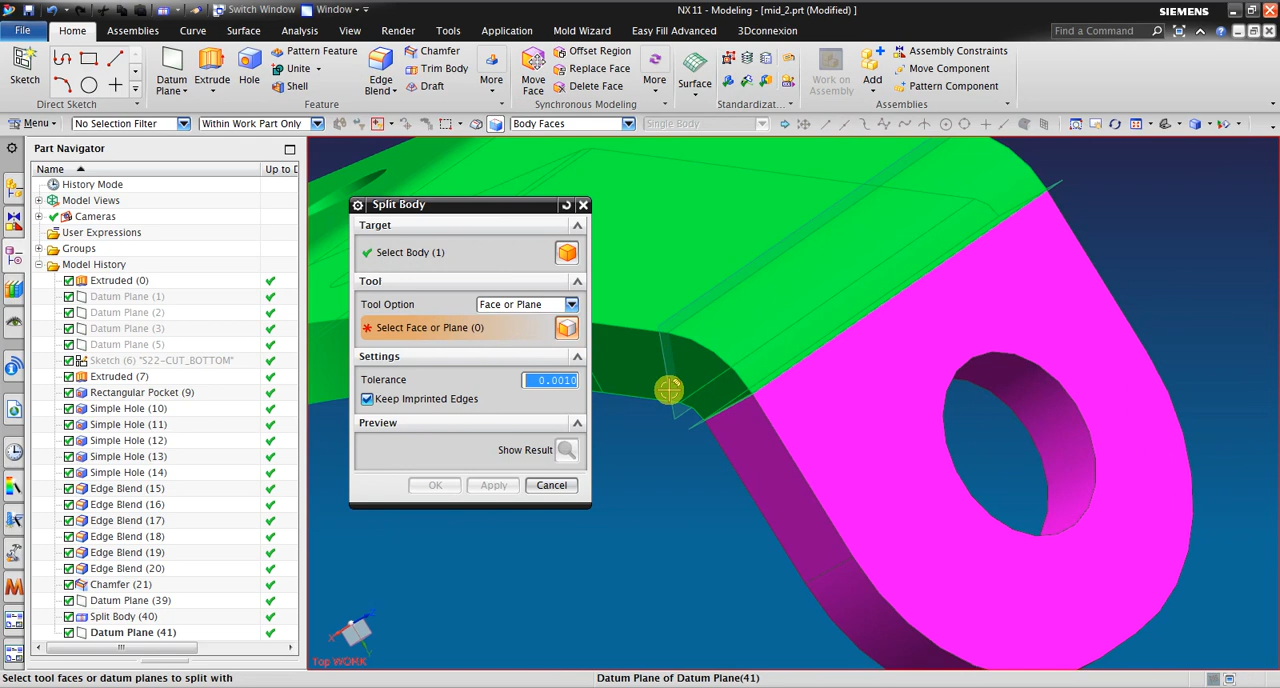 Switch Window Window
NX 11 - Modeling - [mid_2.prt (Modified) ]
SIEMENS
File Home Assemblies Curve Surface Analysis View Render Tools Application Mold Wizard Easy Fill Advanced 3Dconnexion
Find a Command
Sketch
Direct Sketch
Datum Plane
Extrude
Hole
Pattern Feature
Unite
Shell
Edge Blend
Chamfer
Trim Body
Draft
More
Feature
Move Face
Offset Region
Replace Face
Delete Face
More
Synchronous Modeling
Surface
Standardiz...
Work on Assembly
Add
Assembly Constraints
Move Component
Pattern Component
Assemblies
Menu
No Selection Filter
Within Work Part Only
Body Faces
Single Body
Part Navigator
Name
Up to D
History Mode
Model Views
Cameras
User Expressions
Groups
Model History
Extruded (0)
Datum Plane (1)
Datum Plane (2)
Datum Plane (3)
Datum Plane (5)
Sketch (6) "S22-CUT_BOTTOM"
Extruded (7)
Rectangular Pocket (9)
Simple Hole (10)
Simple Hole (11)
Simple Hole (12)
Simple Hole (13)
Simple Hole (14)
Edge Blend (15)
Edge Blend (16)
Edge Blend (17)
Edge Blend (18)
Edge Blend (19)
Edge Blend (20)
Chamfer (21)
Datum Plane (39)
Split Body (40)
Datum Plane (41)
Split Body
Target
Select Body (1)
Tool
Tool Option
Face or Plane
* Select Face or Plane (0)
Settings
Tolerance
0.0010
Keep Imprinted Edges
Preview
Show Result
OK
Apply
Cancel
Top WORK
Select tool faces or datum planes to split with
Datum Plane of Datum Plane(41)